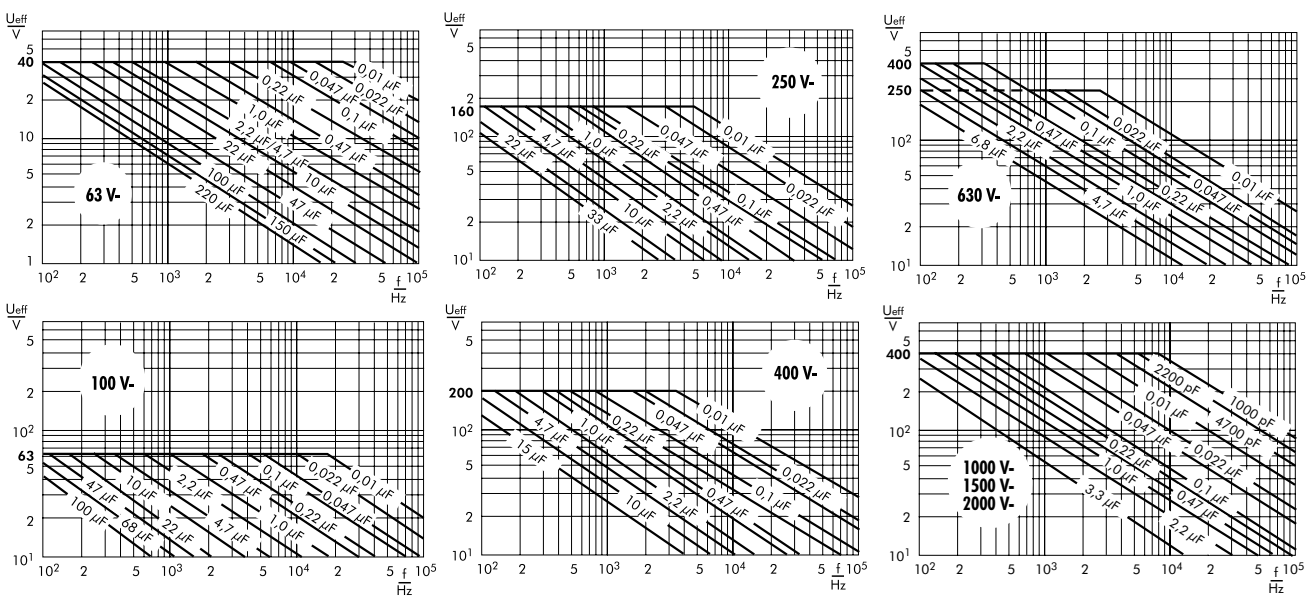 Ueff
V
5
40
2
10
5
2
1
63 V-
0,01 µF
0,022 µF
0,047 µF
0,1 µF
0,22 µF
0,47 µF
1,0 µF
2,2 µF/4,7 µF
10 µF
22 µF
47 µF
100 µF
220 µF
150 µF
10² 2 5 10³ 2 5 10⁴ 2 5 10⁵
f
Hz
Ueff
V
5
2
160
10²
5
2
10¹
250 V-
0,01 µF
0,022 µF
0,047 µF
0,1 µF
0,22 µF
0,47 µF
1,0 µF
2,2 µF
4,7 µF
10 µF
22 µF
33 µF
10² 2 5 10³ 2 5 10⁴ 2 5 10⁵
f
Hz
Ueff
V
5
400
250
10²
5
2
10¹
630 V-
0,01 µF
0,022 µF
0,047 µF
0,1 µF
0,22 µF
0,47 µF
1,0 µF
2,2 µF
4,7 µF
6,8 µF
10² 2 5 10³ 2 5 10⁴ 2 5 10⁵
f
Hz
Ueff
V
5
2
10²
63
5
2
10¹
100 V-
0,01 µF
0,022 µF
0,047 µF
0,22 µF
0,47 µF
1,0 µF
2,2 µF
4,7 µF
10 µF
22 µF
47 µF
68 µF
100 µF
10² 2 5 10³ 2 5 10⁴ 2 5 10⁵
f
Hz
Ueff
V
5
200
10²
5
2
10¹
400 V-
0,01 µF
0,022 µF
0,047 µF
0,1 µF
0,22 µF
0,47 µF
1,0 µF
2,2 µF
4,7 µF
10 µF
15 µF
10² 2 5 10³ 2 5 10⁴ 2 5 10⁵
f
Hz
Ueff
V
5
400
2
10²
5
2
10¹
1000 V-
1500 V-
2000 V-
1000 pF
2200 pF
4700 pF
0,01 µF
0,022 µF
0,047 µF
0,1 µF
0,22 µF
0,47 µF
1,0 µF
2,2 µF
3,3 µF
10² 2 5 10³ 2 5 10⁴ 2 5 10⁵
f
Hz